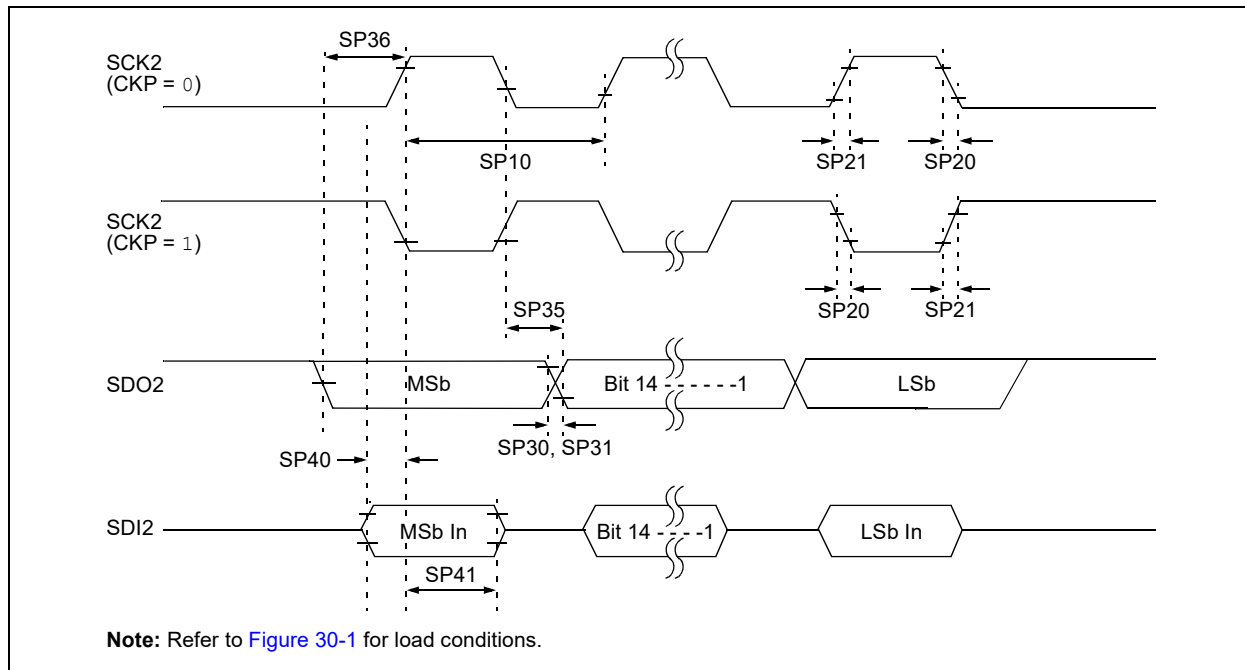 SP36
SCK2
(CKP = 0)
SP10
SP21
SP20
SCK2
(CKP = 1)
SP35
SP20
SP21
SDO2
MSb
Bit 14 - - - - - - -1
LSb
SP30, SP31
SP40
SDI2
MSb In
Bit 14 - - - - -1
LSb In
SP41
Note: Refer to Figure 30-1 for load conditions.